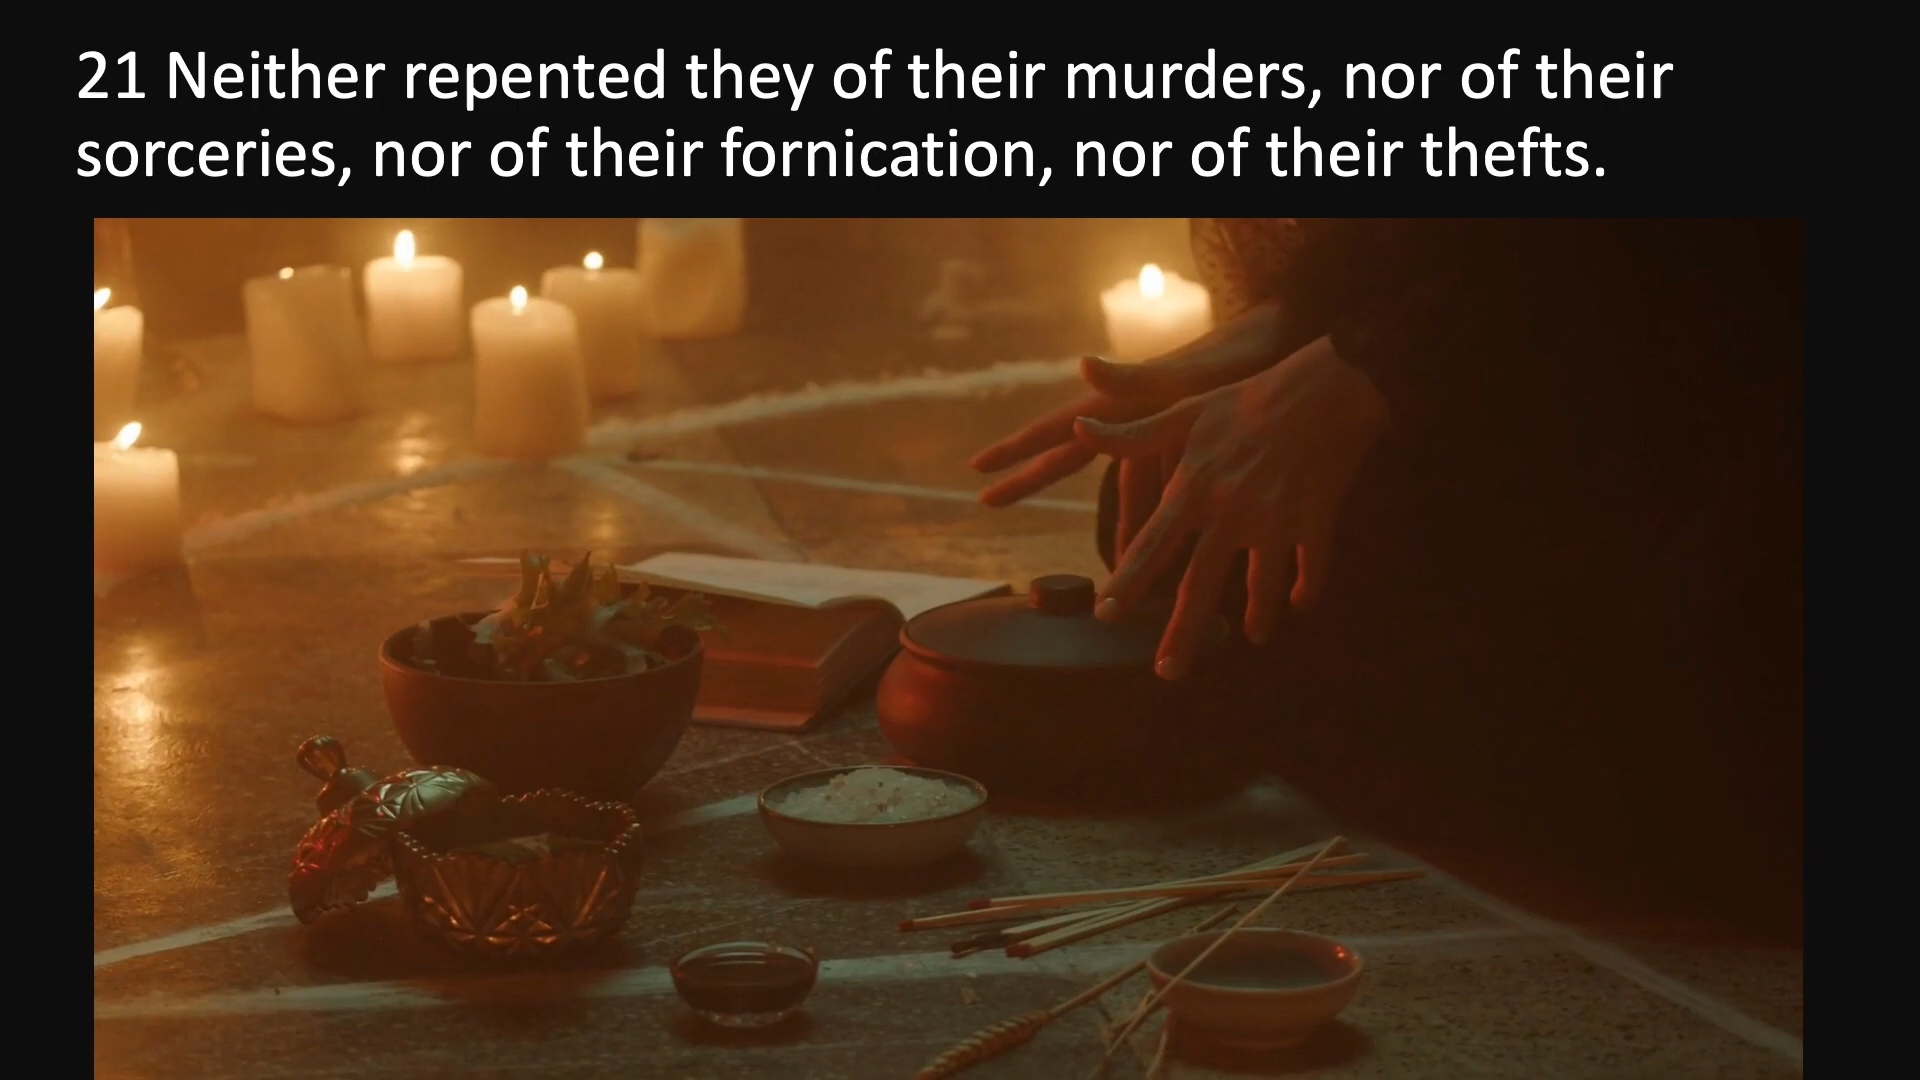 21 Neither repented they of their murders, nor of their
sorceries, nor of their fornication, nor of their thefts.